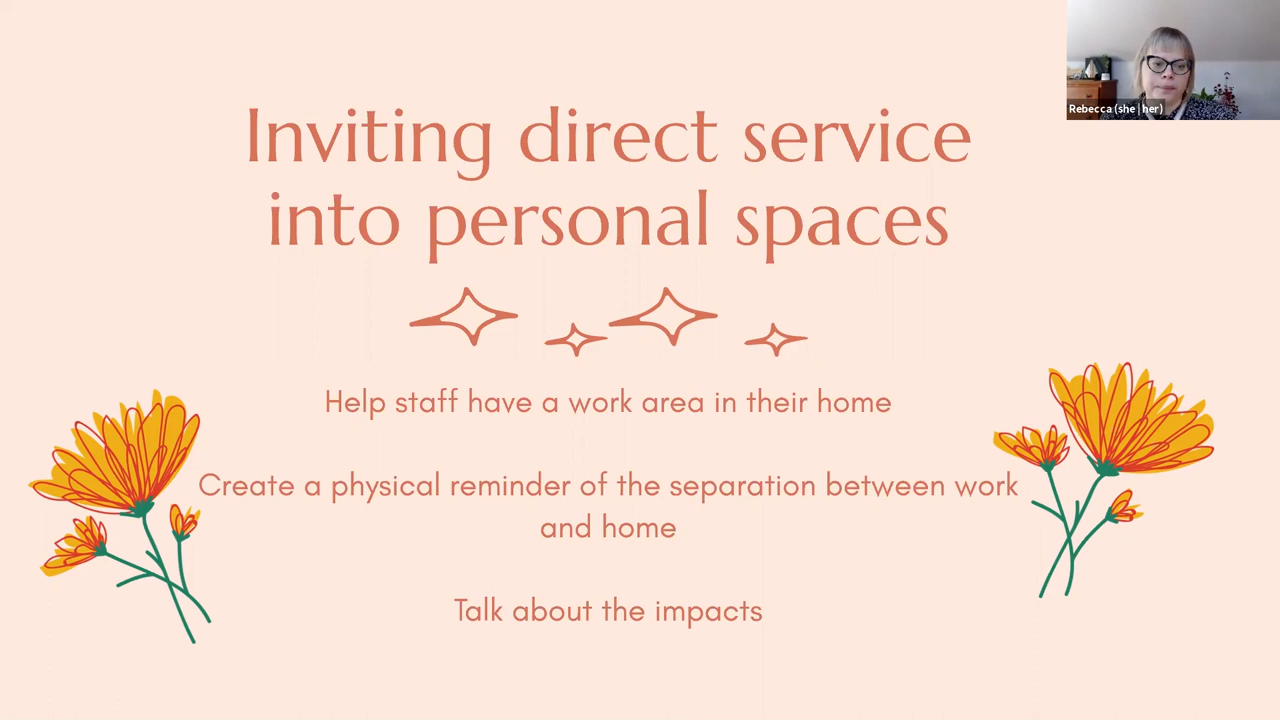 Rebecca (she | her)
Inviting direct service
into personal spaces
Help staff have a work area in their home
Create a physical reminder of the separation between work
and home
Talk about the impacts